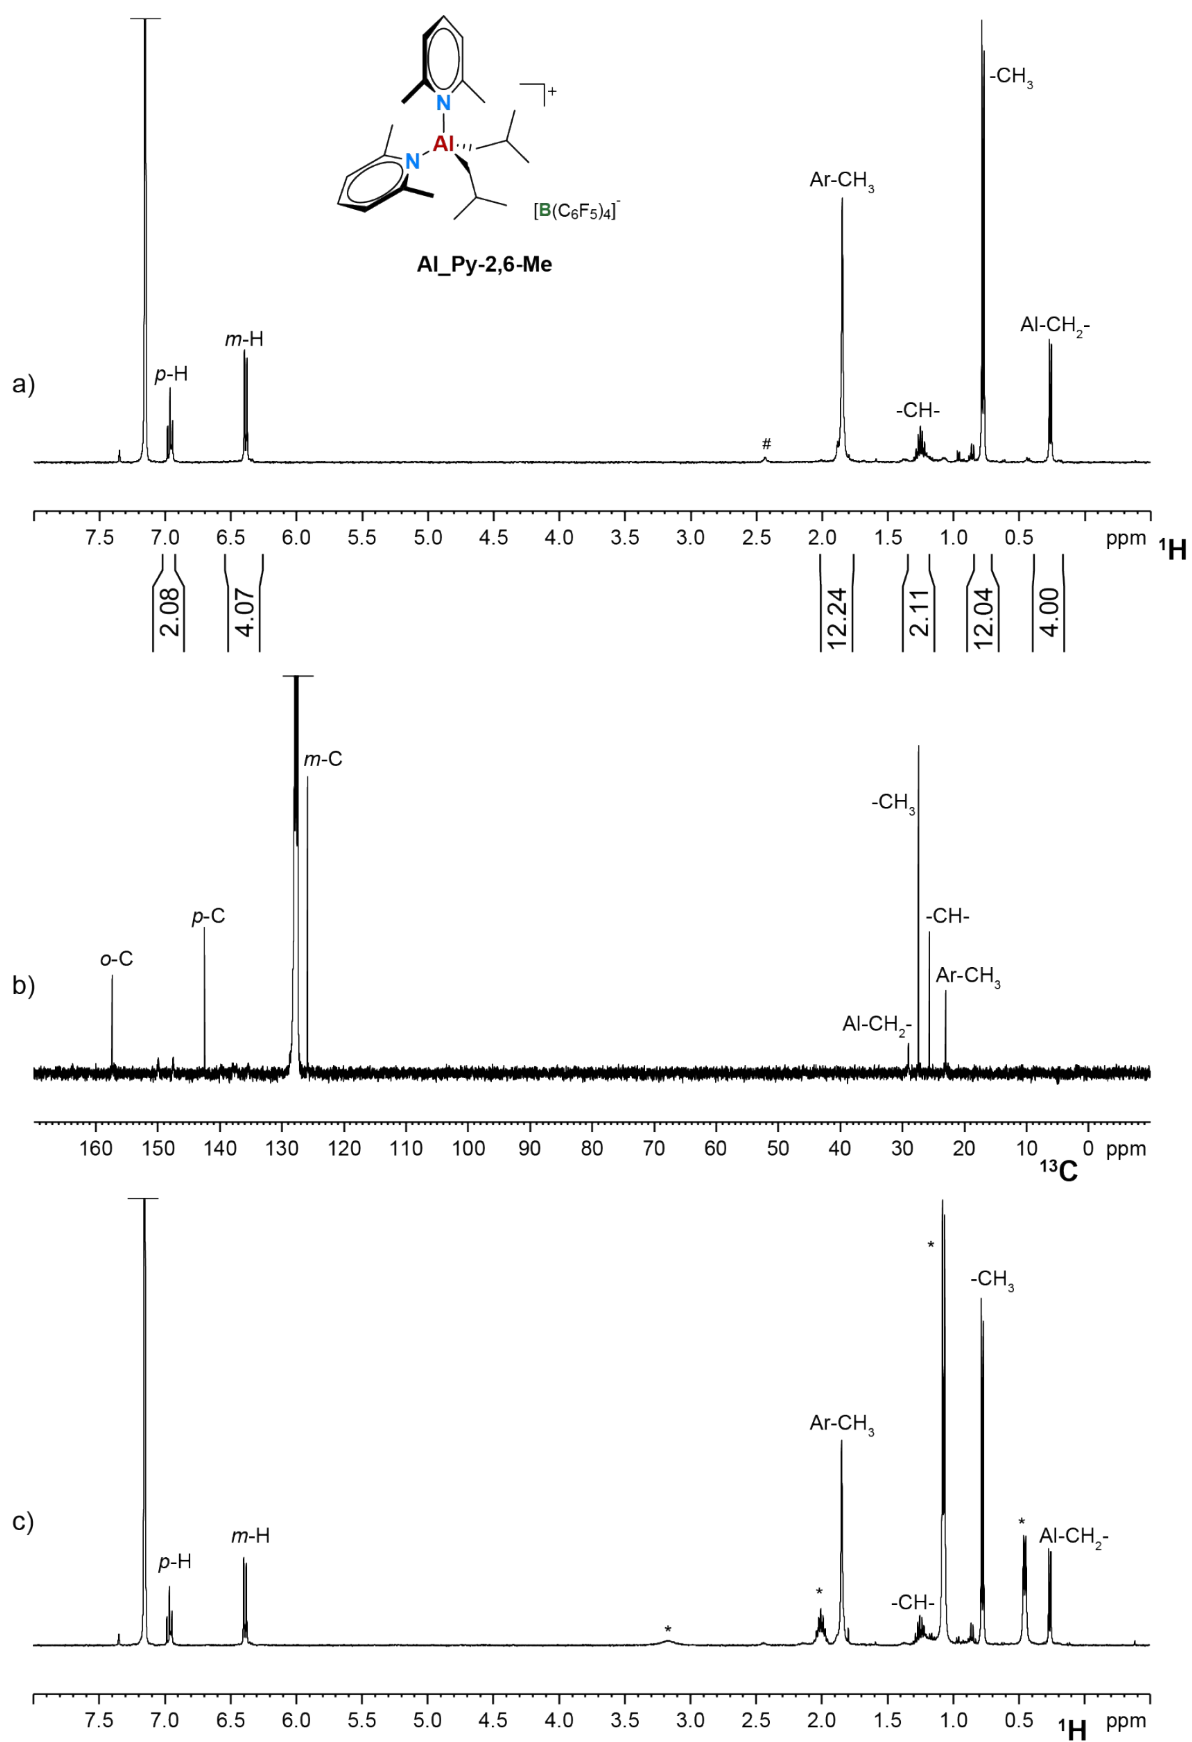 -CH3
N
]+
Al
N
Ar-CH3
[B(C6F5)4]-
Al_Py-2,6-Me
Al-CH2-
m-H
p-H
a)
-CH-
#
7.5 7.0 6.5 6.0 5.5 5.0 4.5 4.0 3.5 3.0 2.5 2.0 1.5 1.0 0.5 ppm 1H
2.08 4.07 12.24 2.11 12.04 4.00
m-C
-CH3
p-C
-CH-
o-C
Ar-CH3
b)
Al-CH2-
160 150 140 130 120 110 100 90 80 70 60 50 40 30 20 10 0 ppm
13C
*
-CH3
Ar-CH3
c)
*
m-H
Al-CH2-
p-H
*
-CH-
*
7.5 7.0 6.5 6.0 5.5 5.0 4.5 4.0 3.5 3.0 2.5 2.0 1.5 1.0 0.5 1H ppm